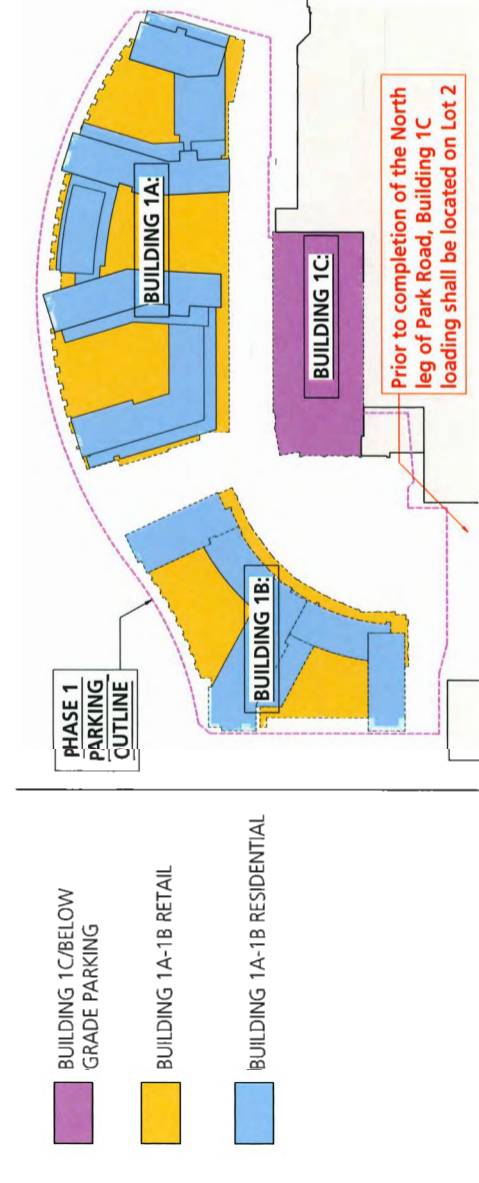 PHASE 1
PARKING
CUTLINE
BUILDING 1A:
BUILDING 1B:
BUILDING 1C:
Prior to completion of the North
leg of Park Road, Building 1C
loading shall be located on Lot 2
BUILDING 1C/BELOW
GRADE PARKING
BUILDING 1A-1B RETAIL
BUILDING 1A-1B RESIDENTIAL